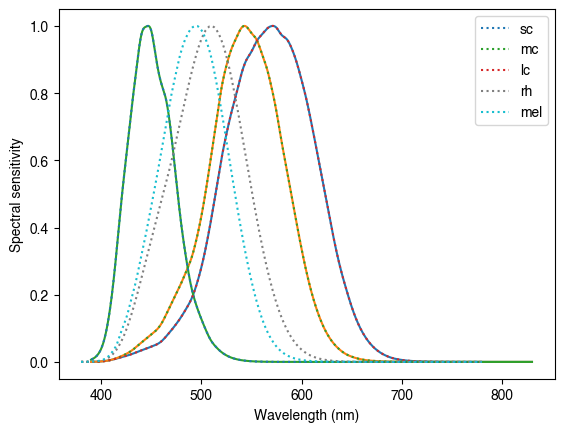 1.0
0.8
0.6
0.4
0.2
0.0
Spectral sensitivity
sc
mc
lc
rh
mel
400 500 600 700 800
Wavelength (nm)